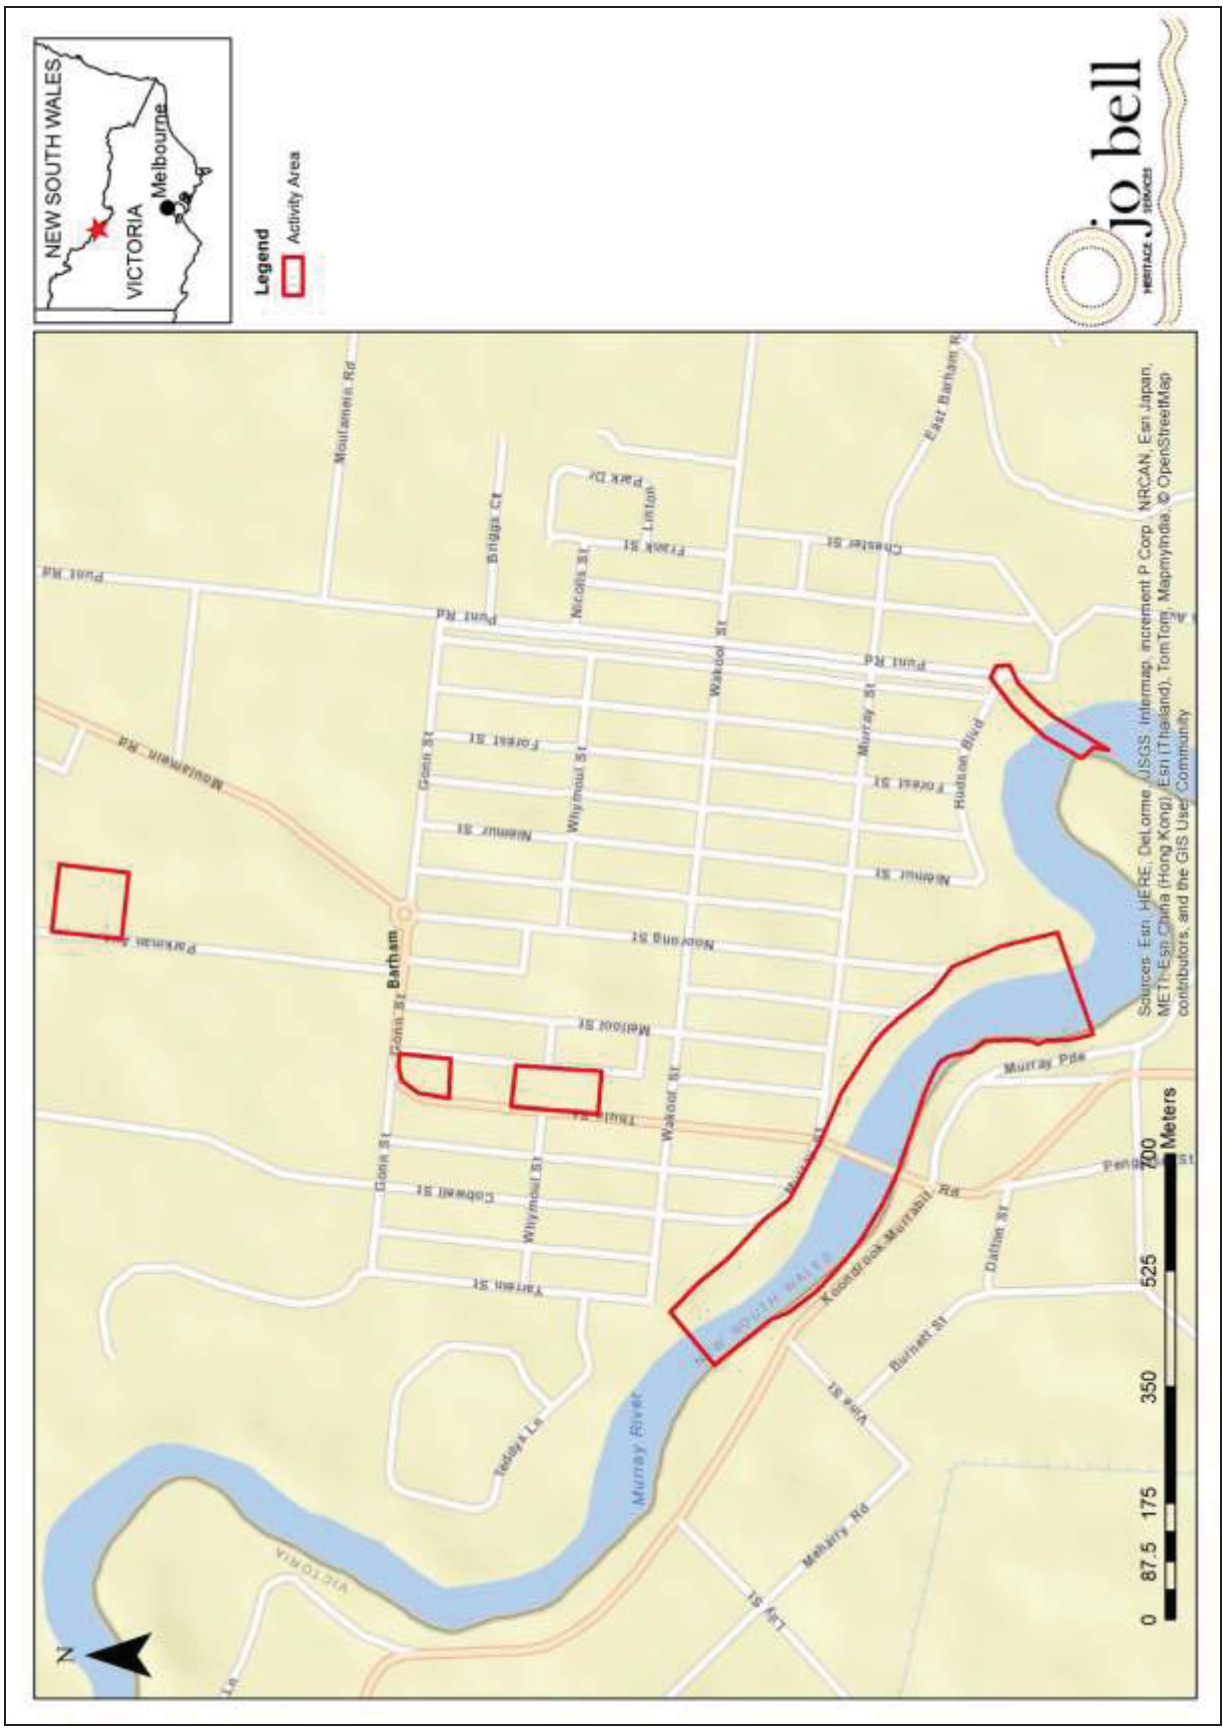 NEW SOUTH WALES
VICTORIA
Melbourne
Legend
Activity Area
HERITAGE
jo bell
SERVICES
N
VICTORIA
Murray River
NEW SOUTH WALES
Teddys Ln
Lily St
Meharry Rd
Vine St
Burnett St
Dalton St
Koondrook-Murrabit Rd
Murray Pde
Yarrein St
Cobwell St
Gonn St
Gonn St
Gonn St
Whymoul St
Whymoul St
Wakool St
Wakool St
Thule St
Mellool St
Noorong St
Niemur St
Niemur St
Forest St
Forest St
Murray St
Murray St
Hudson Blvd
Barham
Moulamein Rd
Moulamein Rd
Punt Rd
Punt Rd
Punt Rd
Briggs Ct
Nicolls St
Frank St
Linton
Park Dr
Chester St
East Barham R
Ln
Av
0 87.5 175 350 525 700
Meters
Sources: Esri, HERE, DeLorme, USGS, Intermap, increment P Corp., NRCAN, Esri Japan,
METI, Esri China (Hong Kong), Esri (Thailand), TomTom, MapmyIndia, © OpenStreetMap
contributors, and the GIS User Community